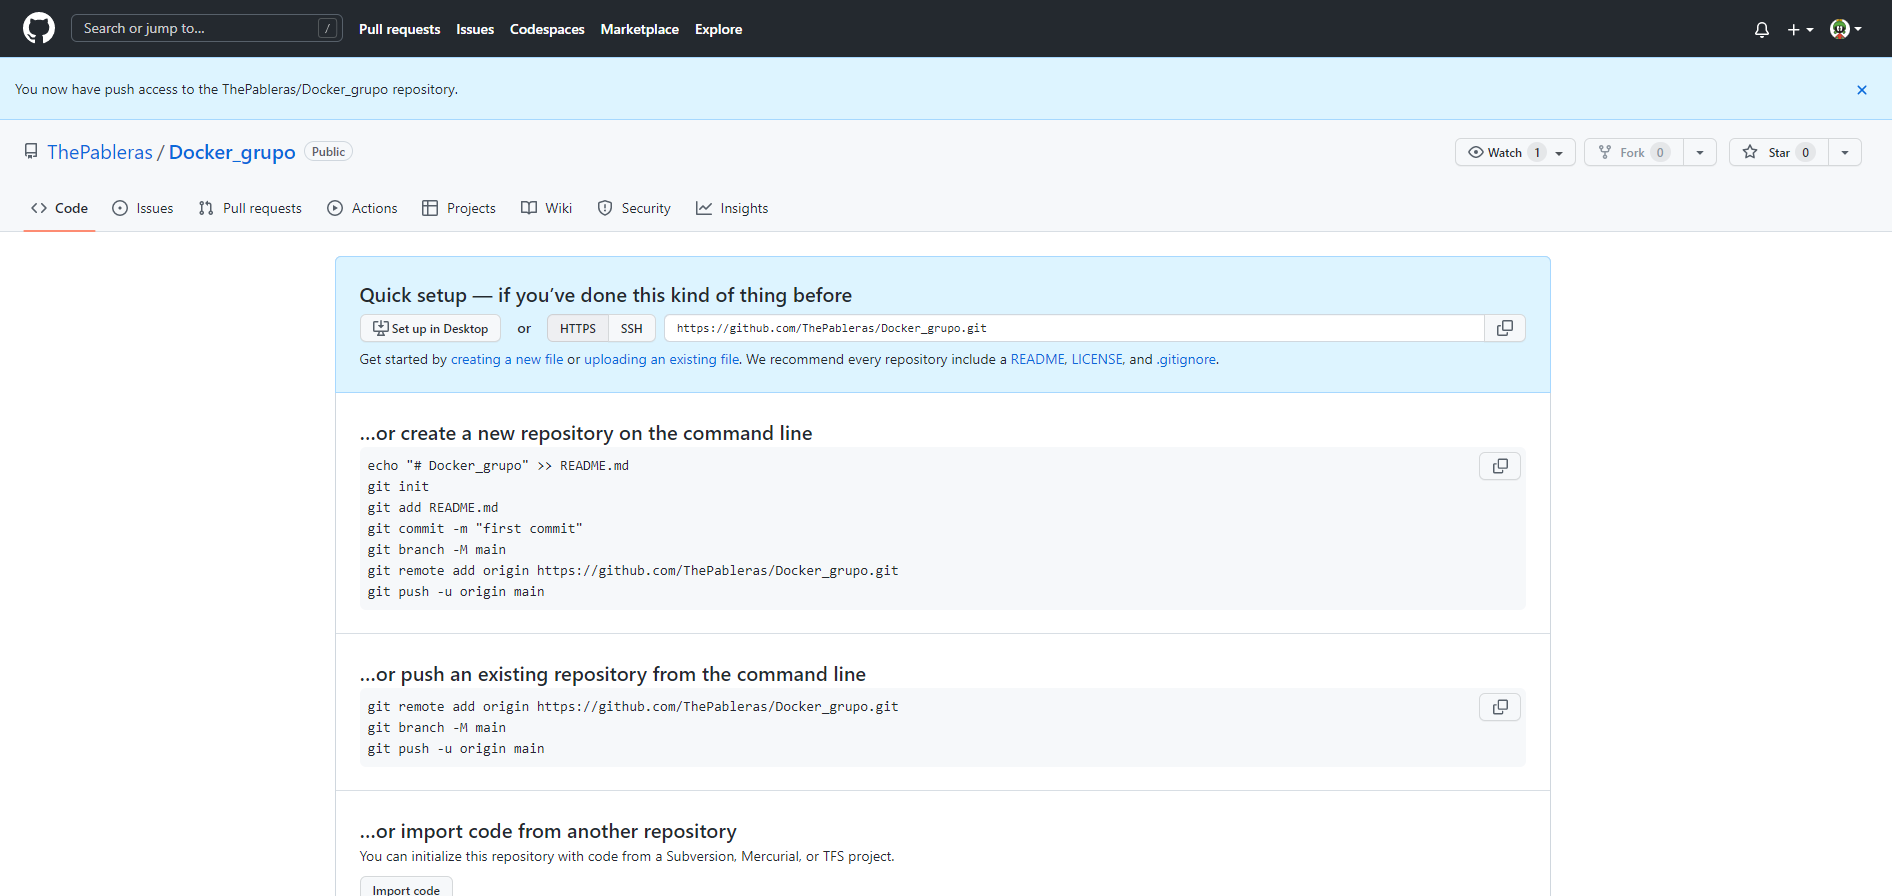 Search or jump to... /
Pull requests Issues Codespaces Marketplace Explore
You now have push access to the ThePableras/Docker_grupo repository.
ThePableras / Docker_grupo Public
Watch 1 Fork 0 Star 0
Code Issues Pull requests Actions Projects Wiki Security Insights
Quick setup — if you’ve done this kind of thing before
Set up in Desktop or HTTPS SSH https://github.com/ThePableras/Docker_grupo.git
Get started by creating a new file or uploading an existing file. We recommend every repository include a README, LICENSE, and .gitignore.
…or create a new repository on the command line
echo "# Docker_grupo" >> README.md
git init
git add README.md
git commit -m "first commit"
git branch -M main
git remote add origin https://github.com/ThePableras/Docker_grupo.git
git push -u origin main
…or push an existing repository from the command line
git remote add origin https://github.com/ThePableras/Docker_grupo.git
git branch -M main
git push -u origin main
…or import code from another repository
You can initialize this repository with code from a Subversion, Mercurial, or TFS project.
Import code